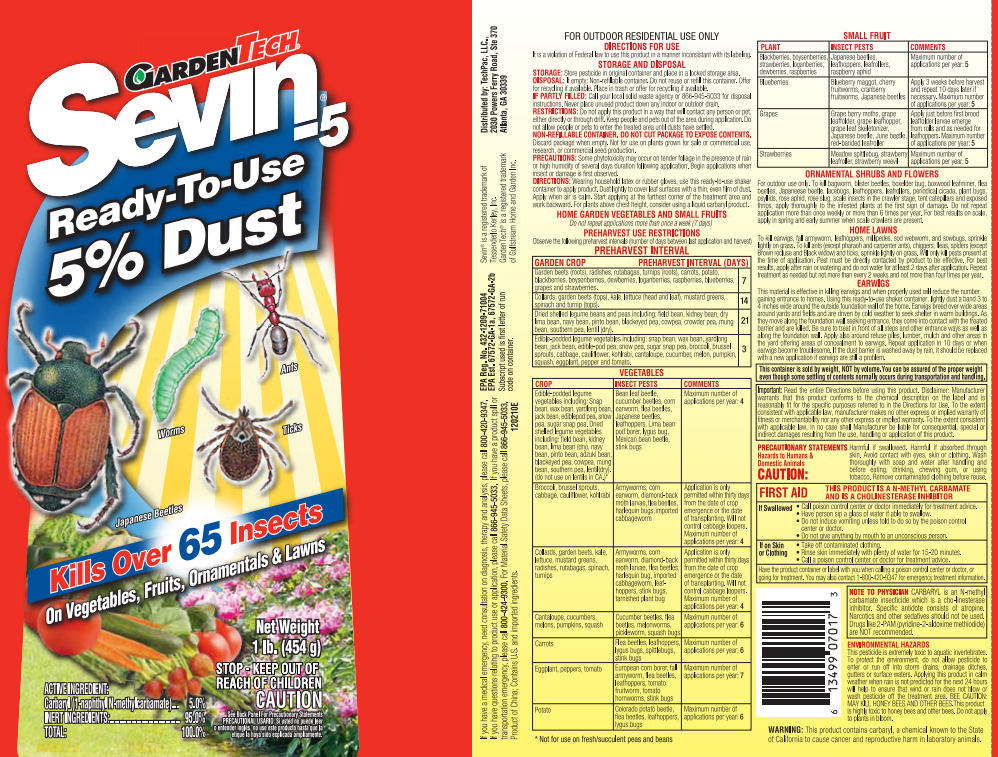 GARDENTECH®
Sevin®-5
Ready-To-Use
5% Dust
Ants
Worms
Ticks
Japanese Beetles
Kills Over 65 Insects
On Vegetables, Fruits, Ornamentals & Lawns
Net Weight
1 lb. (454 g)
STOP - KEEP OUT OF
REACH OF CHILDREN
CAUTION
See Back Panel For Precautionary Statements
PRECAUCIONAL USARIO: Si usted no puede leer
o entender ingles, no use este producto hasta que la
etique la haya sido explicada ampliamente.
ACTIVE INGREDIENT:
Carbaryl (1-naphthyl N-methylcarbamate) 5.0%
INERT INGREDIENTS: 95.0%
TOTAL: 100.0%
Distributed by: TechPac, LLC.,
2030 Powers Ferry Road, Ste 370
Atlanta, GA 30339
Sevin® is a registered trademark of
Tessenderlo Kerley, Inc.
GardenTech® is a registered trademark
of Gulfstream Home and Garden Inc.
EPA Reg. No. 432-1209-71004
EPA Est. 67572-GA-1a, 67572-GA-2b
Subscript used is first letter of run
code on container.
12021OE
If you have a medical emergency, need consultation on diagnosis, therapy and analysis, please call 800-420-9347.
If you have questions relating to product use or application, please call 866-945-5033. If you have a product spill or
transportation emergency, please call 800-424-9300. For Material Safety Data Sheets, please call 866-945-5033.
Product of China; Contains U.S. and imported ingredients.
FOR OUTDOOR RESIDENTIAL USE ONLY
DIRECTIONS FOR USE
It is a violation of Federal law to use this product in a manner inconsistent with its labeling.
STORAGE AND DISPOSAL
STORAGE: Store pesticide in original container and place in a locked storage area.
DISPOSAL: If empty: Non-refillable container. Do not reuse or refill this container. Offer
for recycling if available. Place in trash or offer for recycling if available.
IF PARTLY FILLED: Call your local solid waste agency or 866-945-5033 for disposal
instructions. Never place unused product down any indoor or outdoor drain.
RESTRICTIONS: Do not apply this product in a way that will contact any person or pet,
either directly or through drift. Keep people and pets out of the area during application. Do
not allow people or pets to enter the treated area until dusts have settled.
NON-REFILLABLE CONTAINER. DO NOT CUT PACKAGE TO EXPOSE CONTENTS.
Discard package when empty. Not for use on plants grown for sale or commercial use,
research, or commercial seed production.
PRECAUTIONS: Some phytotoxicity may occur on tender foliage in the presence of rain
or high humidity of several days duration following application. Begin applications when
insect or damage is first observed.
DIRECTIONS: Wearing household latex or rubber gloves, use this ready-to-use shaker
container to apply product. Dust lightly to cover leaf surfaces with a thin, even film of dust.
Apply when air is calm. Start applying at the farthest corner of the treatment area and
work backward. For plants above chest height, consider using a liquid carbaryl product.
HOME GARDEN VEGETABLES AND SMALL FRUITS
Do not repeat applications more than once a week (7 days)
PREHARVEST USE RESTRICTIONS
Observe the following preharvest intervals (number of days between last application and harvest)
PREHARVEST INTERVAL
GARDEN CROP PREHARVEST INTERVAL (DAYS)
Garden beets (roots), radishes, rutabagas, turnips (roots), carrots, potato,
blackberries, boysenberries, dewberries, loganberries, raspberries, blueberries, 7
grapes and strawberries.
Collards, garden beets (tops), kale, lettuce (head and leaf), mustard greens, 14
spinach and turnip (tops).
Dried shelled legume beans and peas including: field bean, kidney bean, dry
lima bean, navy bean, pinto bean, blackeyed pea, cowpea, crowder pea, mung 21
bean, southern pea, lentil (dry).
Edible-podded legume vegetables including: snap bean, wax bean, yardlong
bean, jack bean, edible-pod pea, snow pea, sugar snap pea, broccoli, brussel 3
sprouts, cabbage, cauliflower, kohlrabi, cantaloupe, cucumber, melon, pumpkin,
squash, eggplant, pepper and tomato.
VEGETABLES
CROP INSECT PESTS COMMENTS
Edible-podded legume
vegetables including: Snap
bean, wax bean, yardlong bean,
jack bean, ediblepod pea, snow
pea, sugar snap pea, Dried
shelled legume vegetables
including: field bean, kidney
bean, lima bean (dry), navy
bean, pinto bean, adzuki bean,
blackeyed pea, cowpea, mung
bean, southern pea, lentil(dry).
(do not use on lentils in CA.)*
Bean leaf beetle,
cucumber beetles, corn
earworm, flea beetles,
leafhoppers, Lima bean
pod borer, lygus bug,
Mexican bean beetle,
stink bugs
Maximum number of
applications per year: 4
Broccoli, brussel sprouts,
cabbage, cauliflower, kohlrabi
Armyworms, corn
earworm, diamond-back
moth larvae, flea beetles,
harlequin bugs, imported
cabbageworm
Application is only
permitted within thirty days
from the date of crop
emergence or the date
of transplanting. Will not
control cabbage loopers.
Maximum number of
applications per year: 4
Collards, garden beets, kale,
lettuce, mustard greens,
radishes, rutabagas, spinach,
turnips
Armyworms, corn
earworm, diamond-back
moth larvae, flea beetles,
harlequin bug, imported
cabbageworm, leaf-
hoppers, stink bugs,
tarnished plant bug
Application is only
permitted within thirty days
from the date of crop
emergence or the date
of transplanting. Will not
control cabbage loopers.
Maximum number of
applications per year: 4
Cantaloupe, cucumbers,
melons, pumpkins, squash
Cucumber beetles, flea
beetles, melonworms,
pickleworm, squash bugs
Maximum number of
applications per year: 6
Carrots
Flea beetles, leafhoppers,
lygus bugs, spittlebugs,
stink bugs
Maximum number of
applications per year: 6
Eggplant, peppers, tomato
European corn borer, fall
armyworm, flea beetles,
leafhoppers, tomato
fruitworm, tomato
hornworms, stink bugs
Maximum number of
applications per year: 7
Potato
Colorado potato beetle,
flea beetles, leafhoppers,
lygus bugs
Maximum number of
applications per year: 6
* Not for use on fresh/succulent peas and beans
SMALL FRUIT
PLANT INSECT PESTS COMMENTS
Blackberries, boysenberries,
strawberries, loganberries,
dewberries, raspberries
Japanese beetles,
leafhoppers, leafrollers,
raspberry aphid
Maximum number of
applications per year: 5
Blueberries
Blueberry maggot, cherry
fruitworms, cranberry
fruitworms, Japanese beetles
Apply 3 weeks before harvest
and repeat 10 days later if
necessary. Maximum number
of applications per year: 5
Grapes
Grape berry moths, grape
leaffolder, grape leafhopper,
grape leaf skeletonizer,
Japanese beetle, June beetle,
red-banded leafroller
Apply just before first brood
leaffolder larvae emerge
from rolls and as needed for
leafhoppers. Maximum number
of applications per year: 5
Strawberries
Meadow spittlebug, strawberry
leafroller, strawberry weevil
Maximum number of
applications per year: 5
ORNAMENTAL SHRUBS AND FLOWERS
For outdoor use only. To kill bagworm, blister beetles, boxelder bug, boxwood leafminer, flea
beetles, Japanese beetle, lacebugs, leafhoppers, leafrollers, periodical cicada, plant bugs,
psyllids, rose aphid, rose slug, scale insects in the crawler stage, tent caterpillars and exposed
thrips, apply thoroughly to the infested plants at the first sign of damage. Do not repeat
application more than once weekly or more than 6 times per year. For best results on scale,
apply in spring and early summer when scale crawlers are present.
HOME LAWNS
To kill earwigs, fall armyworm, leafhoppers, millipedes, sod webworm, and sowbugs, sprinkle
lightly on grass. To kill ants (except pharaoh and carpenter ants), chiggers, fleas, spiders (except
Brown recluse and Black widow) and ticks, sprinkle lightly on grass. Will only kill pests present at
the time of application. Pest must be directly contacted by product to be effective. For best
results, apply after rain or watering and do not water for at least 2 days after application. Repeat
treatment as needed but not more than every 2 weeks and not more than four times per year.
EARWIGS
This material is effective in killing earwigs and when properly used will reduce the number
gaining entrance to homes. Using this ready-to-use shaker container, lightly dust a band 3 to
4 inches wide around the outside foundation wall of the home. Earwigs breed over wide areas
around yards and fields and are driven by cold weather to seek shelter in warm buildings. As
they move along the foundation wall seeking entrance, they come into contact with the treated
barrier and are killed. Be sure to treat in front of all steps and other entrance ways as well as
along the foundation wall. Apply also around refuse piles, lumber, mulch and other areas in
the yard offering areas of concealment to earwigs. Repeat application in 10 days or when
earwigs become troublesome. If the dust barrier is washed away by rain, it should be replaced
with a new application if earwigs are still a problem.
This container is sold by weight, NOT by volume. You can be assured of the proper weight
even though some settling of contents normally occurs during transportation and handling.
Important: Read the entire Directions before using this product. Disclaimer: Manufacturer
warrants that this product conforms to the chemical description on the label and is
reasonably fit for the specific purposes referred to in the Directions for Use. To the extent
consistent with applicable law, manufacturer makes no other express or implied warranty of
fitness or merchantability nor any other express or implied warranty. To the extent consistent
with applicable law, in no case shall Manufacturer be liable for consequential, special or
indirect damages resulting from the use, handling or application of this product.
PRECAUTIONARY STATEMENTS
Hazards to Humans &
Domestic Animals
CAUTION:
Harmful if swallowed. Harmful if absorbed through
skin. Avoid contact with eyes, skin or clothing. Wash
thoroughly with soap and water after handling and
before eating, drinking, chewing gum, or using
tobacco. Remove contaminated clothing before reuse.
FIRST AID
THIS PRODUCT IS A N-METHYL CARBAMATE
AND IS A CHOLINESTERASE INHIBITOR
If Swallowed
• Call poison control center or doctor immediately for treatment advice.
• Have person sip a glass of water if able to swallow.
• Do not induce vomiting unless told to do so by the poison control
center or doctor.
• Do not give anything by mouth to an unconscious person.
If on Skin
or Clothing
• Take off contaminated clothing.
• Rinse skin immediately with plenty of water for 15-20 minutes.
• Call a poison control center or doctor for treatment advice.
Have the product container or label with you when calling a poison control center or doctor, or
going for treatment. You may also contact 1-800-420-9347 for emergency treatment information.
6 13499 07017 3
NOTE TO PHYSICIAN CARBARYL is an N-methyl
carbamate insecticide which is a cholinesterase
inhibitor. Specific antidote consists of atropine.
Narcotics and other sedatives should not be used.
Drugs like 2-PAM (pyridine-2-aldoxime methiodide)
are NOT recommended.
ENVIRONMENTAL HAZARDS
This pesticide is extremely toxic to aquatic invertebrates.
To protect the environment, do not allow pesticide to
enter or run off into storm drains, drainage ditches,
gutters or surface waters. Applying this product in calm
weather when rain is not predicted for the next 24 hours
will help to ensure that wind or rain does not blow or
wash pesticide off the treatment area. BEE CAUTION:
MAY KILL HONEY BEES AND OTHER BEES. This product
is highly toxic to honey bees and other bees. Do not apply
to plants in bloom.
WARNING: This product contains carbaryl, a chemical known to the State
of California to cause cancer and reproductive harm in laboratory animals.